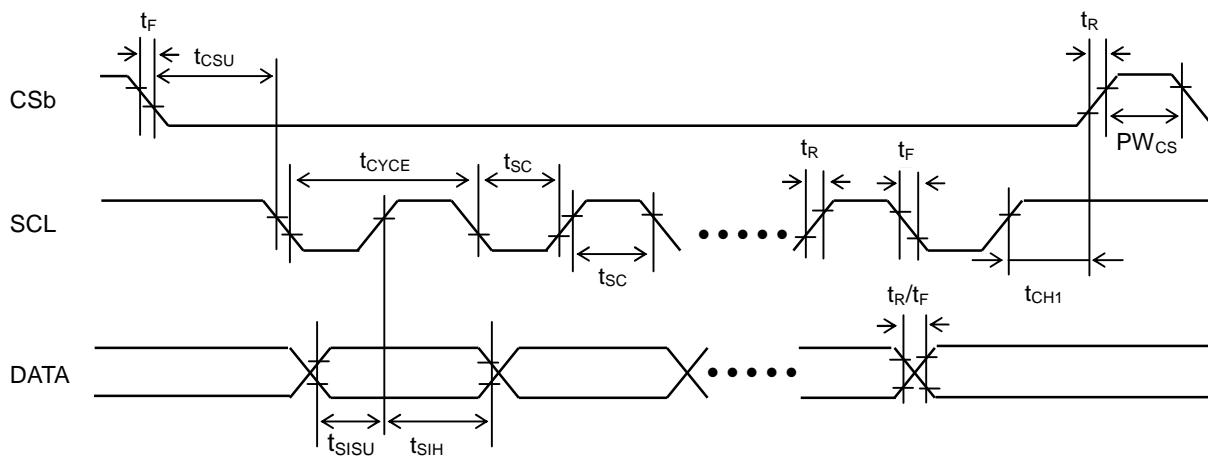 tF
tCSU
tR
CSb
PWCS
tCYCE
tSC
tR
tF
SCL
tSC
tCH1
tR/tF
DATA
tSISU
tSIH